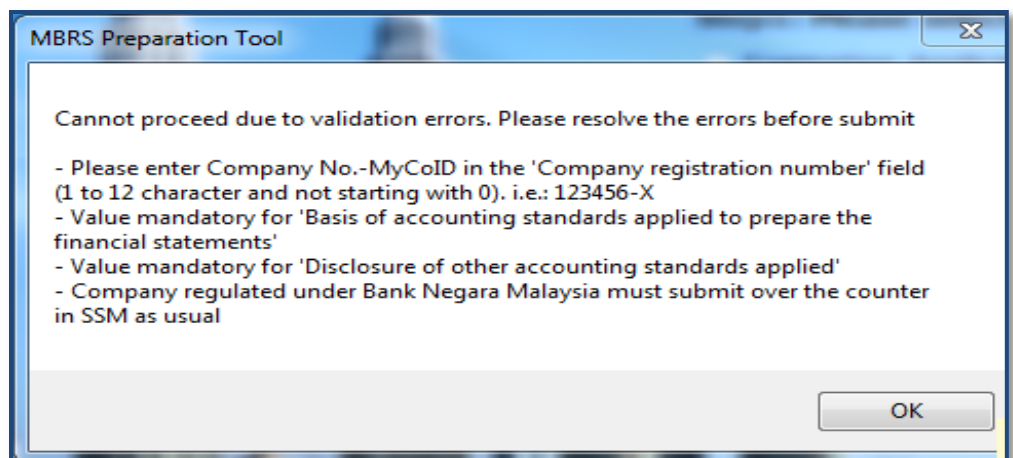 MBRS Preparation Tool
Cannot proceed due to validation errors. Please resolve the errors before submit
- Please enter Company No.-MyCoID in the 'Company registration number' field
(1 to 12 character and not starting with 0). i.e.: 123456-X
- Value mandatory for 'Basis of accounting standards applied to prepare the
financial statements'
- Value mandatory for 'Disclosure of other accounting standards applied'
- Company regulated under Bank Negara Malaysia must submit over the counter
in SSM as usual
OK